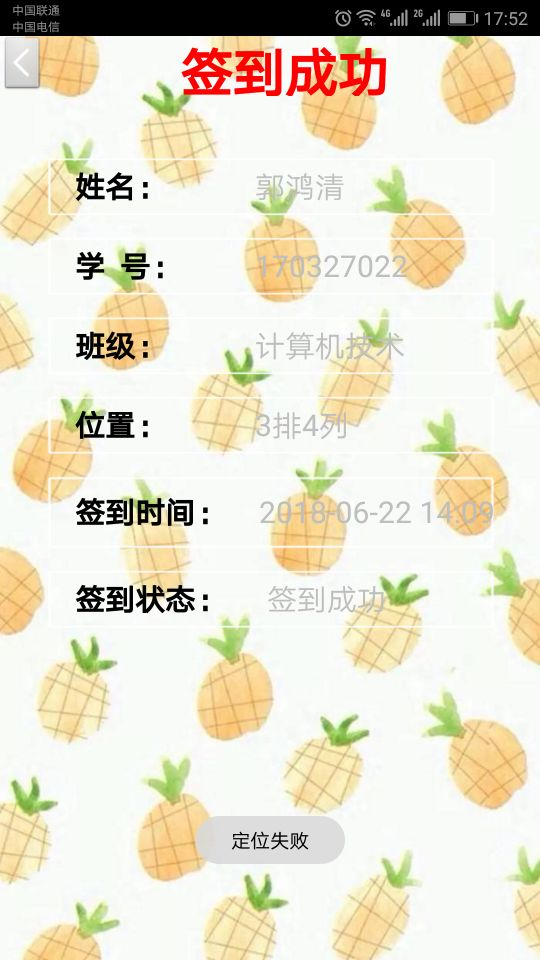 中国联通
中国电信
4G 2G 17:52
签到成功
姓名: 郭鸿清
学 号: 170327022
班级: 计算机技术
位置: 3排4列
签到时间: 2018-06-22 14:09
签到状态: 签到成功
定位失败